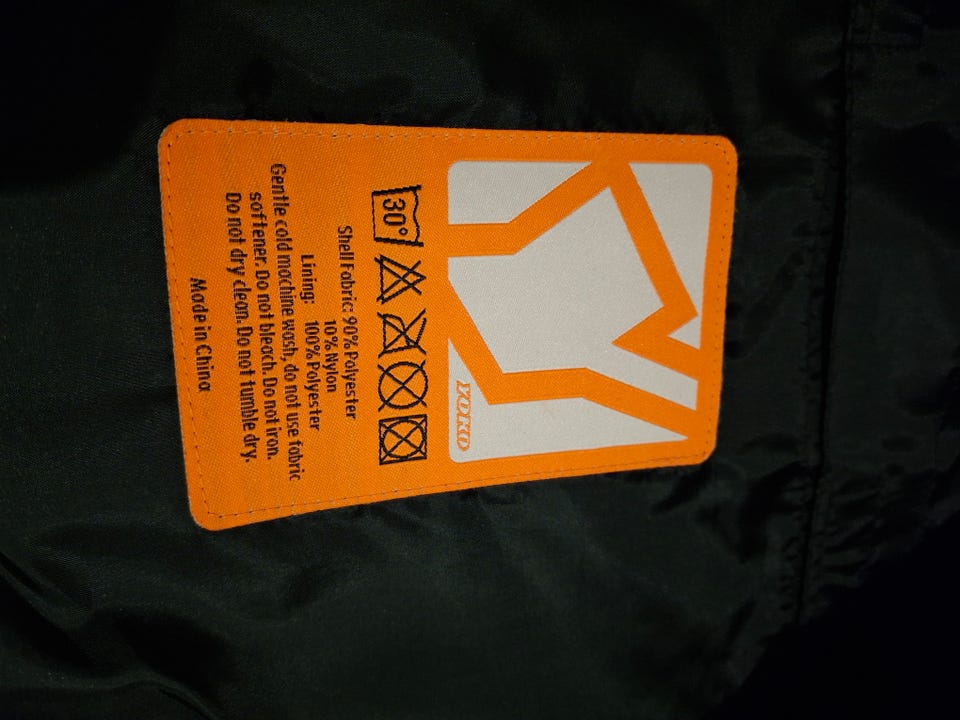 YOKO
30°
Shell Fabric: 90% Polyester
10% Nylon
Lining: 100% Polyester
Gentle cold machine wash, do not use fabric
softener. Do not bleach. Do not iron.
Do not dry clean. Do not tumble dry.
Made in China